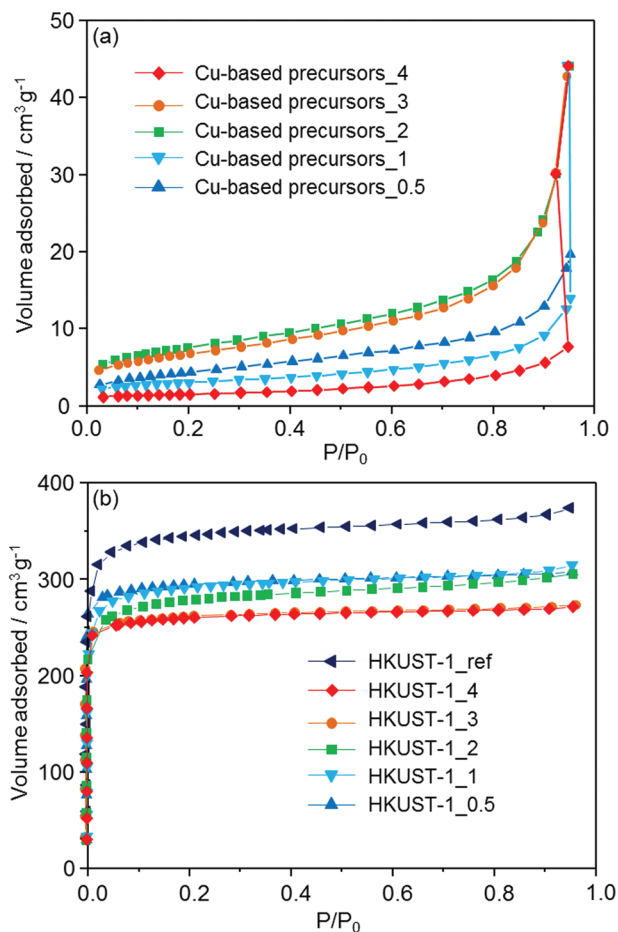 (a)
50
40
30
20
10
0
Volume adsorbed / cm³ g⁻¹
Cu-based precursors_4
Cu-based precursors_3
Cu-based precursors_2
Cu-based precursors_1
Cu-based precursors_0.5
0.0 0.2 0.4 0.6 0.8 1.0
P/P₀
(b)
400
300
200
100
0
Volume adsorbed / cm³ g⁻¹
HKUST-1_ref
HKUST-1_4
HKUST-1_3
HKUST-1_2
HKUST-1_1
HKUST-1_0.5
0.0 0.2 0.4 0.6 0.8 1.0
P/P₀